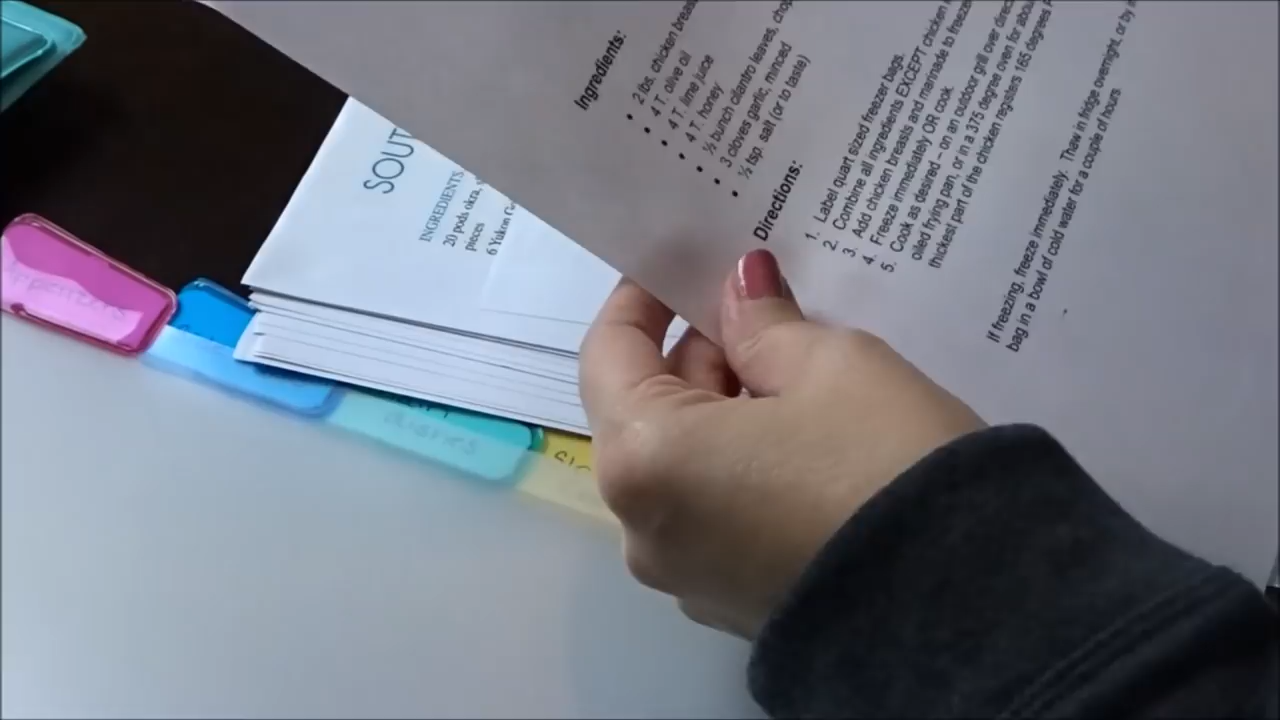 Ingredients:
• 2 lbs. chicken
• 4 T. olive oil
• 4 T. lime juice
• 4 T. honey
• ½ bunch cilantro leaves,
• 3 cloves garlic, minced
• ½ tsp. salt (or to taste)
Directions:
1. Label quart sized freezer bags.
2. Combine all ingredients EXCEPT chicken
3. Add chicken breasts and marinade to
4. Freeze immediately OR cook
5. Cook as desired – on an outdoor grill over
oiled frying pan, or in a 375 degree oven for
thickest part of the chicken registers 165 degrees
If freezing, freeze immediately. Thaw in fridge overnight, or by
bag in a bowl of cold water for a couple of hours
SOUT
INGREDIENTS
20 pods okra,
pieces
6 Yukon